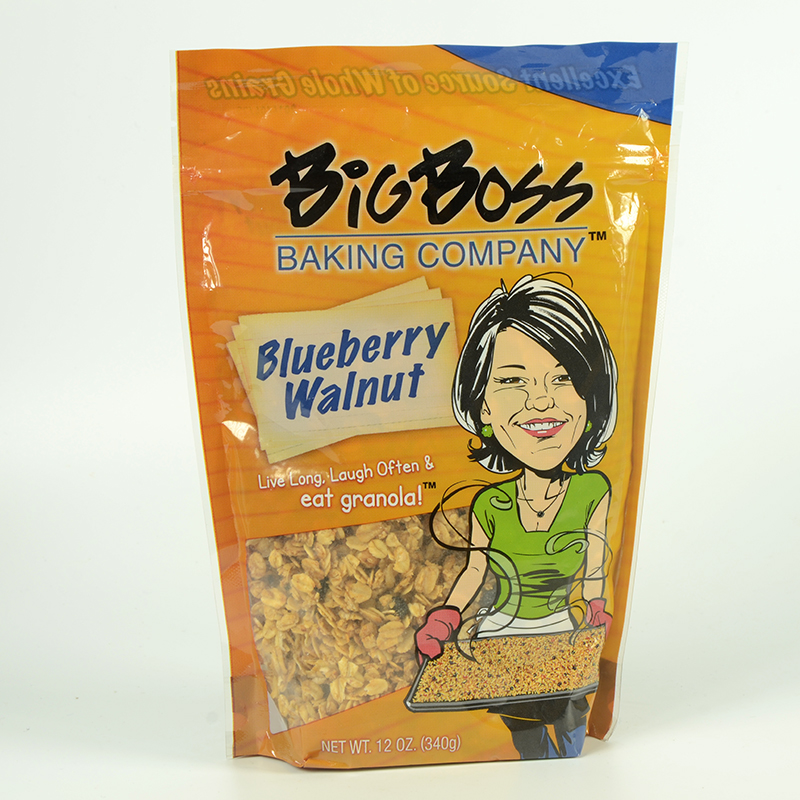 Excellent Source of Whole Grains
BigBoss
BAKING COMPANY™
Blueberry
Walnut
Live Long, Laugh Often &
eat granola!™
NET WT. 12 OZ. (340g)